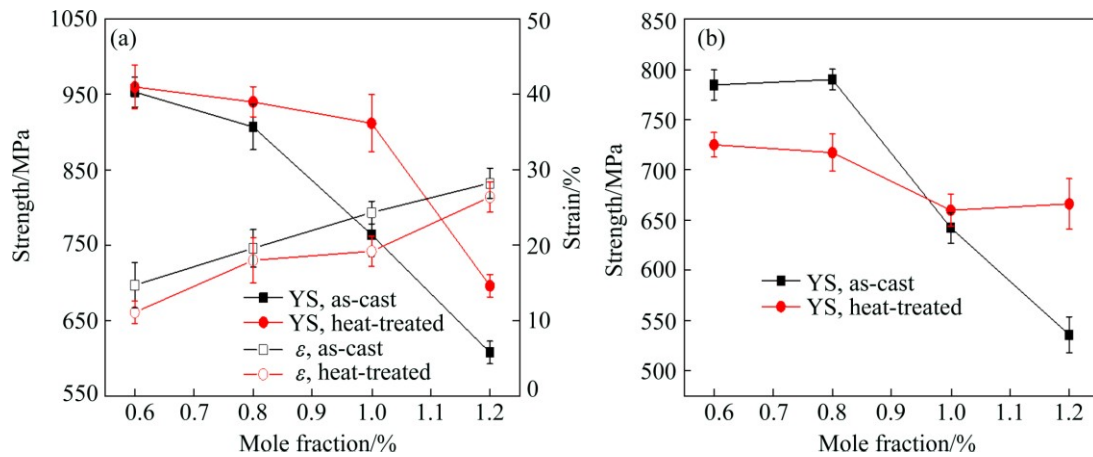 (a)
1050
950
850
750
650
550
Strength/MPa
50
40
30
20
10
0
Strain/%
YS, as-cast
YS, heat-treated
ε, as-cast
ε, heat-treated
0.6 0.7 0.8 0.9 1.0 1.1 1.2
Mole fraction/%
(b)
850
800
750
700
650
600
550
500
Strength/MPa
YS, as-cast
YS, heat-treated
0.6 0.7 0.8 0.9 1.0 1.1 1.2
Mole fraction/%